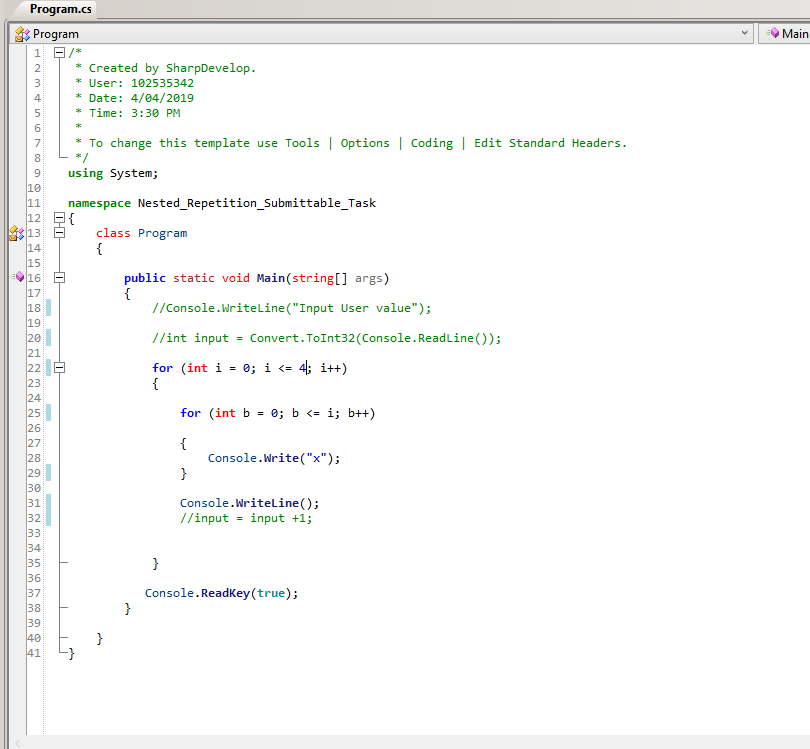 Program.cs
Program
Main
1 /*
2 * Created by SharpDevelop.
3 * User: 102535342
4 * Date: 4/04/2019
5 * Time: 3:30 PM
6 *
7 * To change this template use Tools | Options | Coding | Edit Standard Headers.
8 */
9 using System;
10
11 namespace Nested_Repetition_Submittable_Task
12 {
13 class Program
14 {
15
16 public static void Main(string[] args)
17 {
18 //Console.WriteLine("Input User value");
19
20 //int input = Convert.ToInt32(Console.ReadLine());
21
22 for (int i = 0; i <= 4; i++)
23 {
24
25 for (int b = 0; b <= i; b++)
26
27 {
28 Console.Write("x");
29 }
30
31 Console.WriteLine();
32 //input = input +1;
33
34
35 }
36
37 Console.ReadKey(true);
38 }
39
40 }
41 }